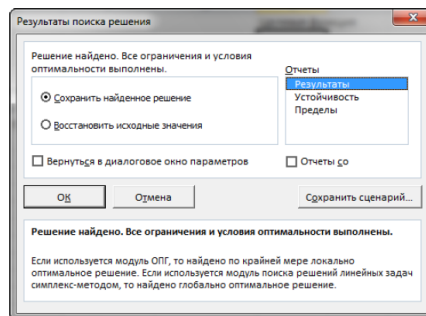 Результаты поиска решения
Решение найдено. Все ограничения и условия
оптимальности выполнены.
Отчеты
Результаты
Устойчивость
Пределы
Сохранить найденное решение
Восстановить исходные значения
Вернуться в диалоговое окно параметров
Отчеты со
ОК
Отмена
Сохранить сценарий...
Решение найдено. Все ограничения и условия оптимальности выполнены.
Если используется модуль ОПГ, то найдено по крайней мере локально
оптимальное решение. Если используется модуль поиска решений линейных задач
симплекс-методом, то найдено глобально оптимальное решение.